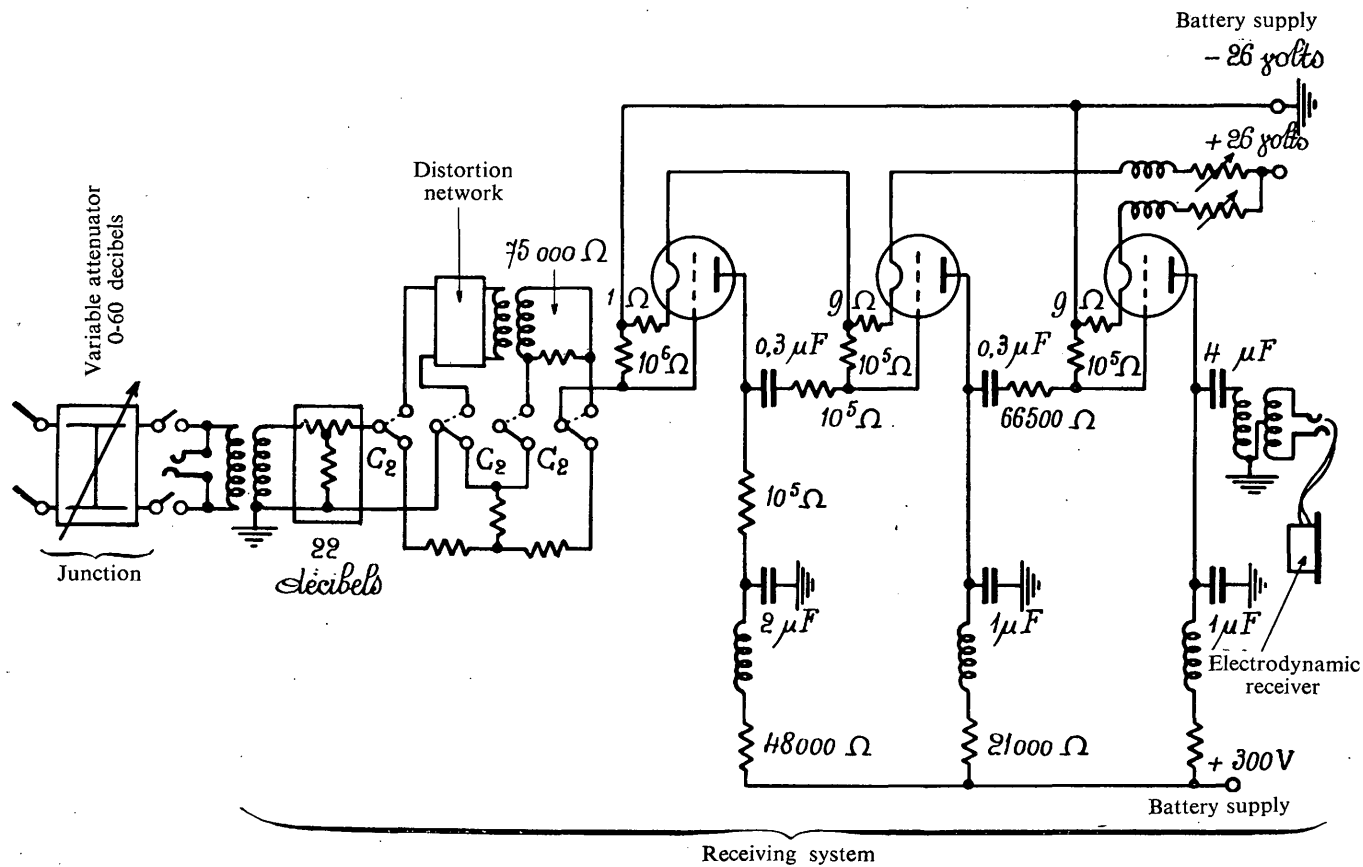 Battery supply
– 26 volts
+ 26 volts
Distortion
network
Variable attenuator
0-60 decibels
75 000 Ω
1 Ω
10⁶Ω
9 Ω
10⁵Ω
9 Ω
10⁵Ω
0,3 µF
0,3 µF
4 µF
10⁵Ω
66500 Ω
C₂
C₂
C₂
10⁵Ω
22
décibels
Junction
2 µF
1µF
1µF
Electrodynamic
receiver
48000 Ω
21000 Ω
+ 300V
Battery supply
Receiving system